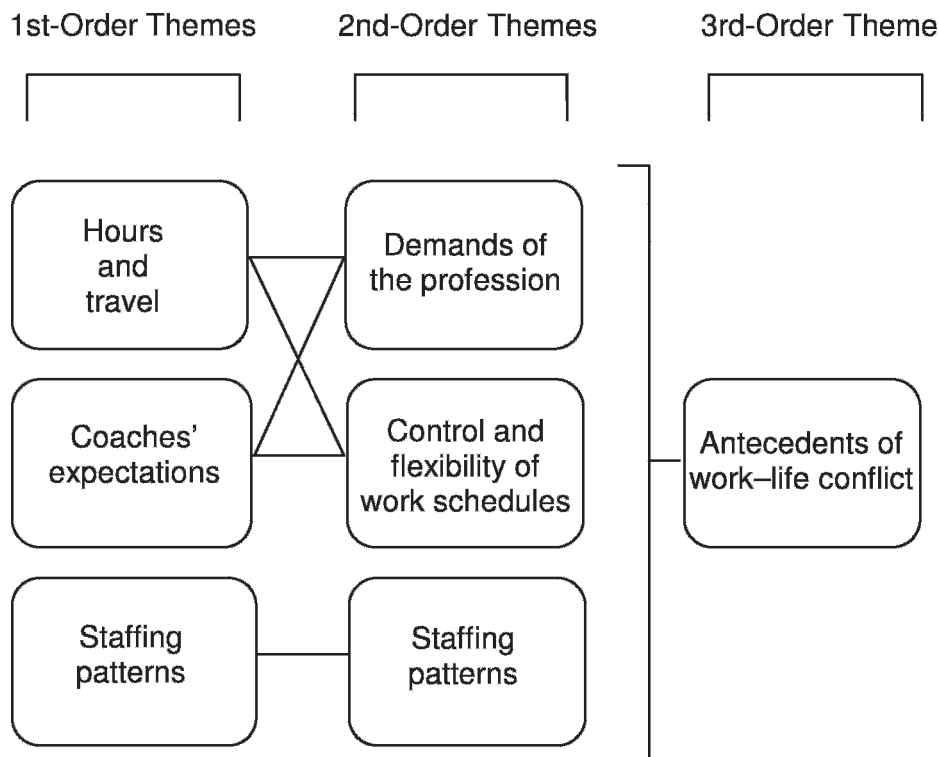 1st-Order Themes
2nd-Order Themes
3rd-Order Theme
Hours
and
travel
Demands of
the profession
Coaches’
expectations
Control and
flexibility of
work schedules
Antecedents of
work–life conflict
Staffing
patterns
Staffing
patterns